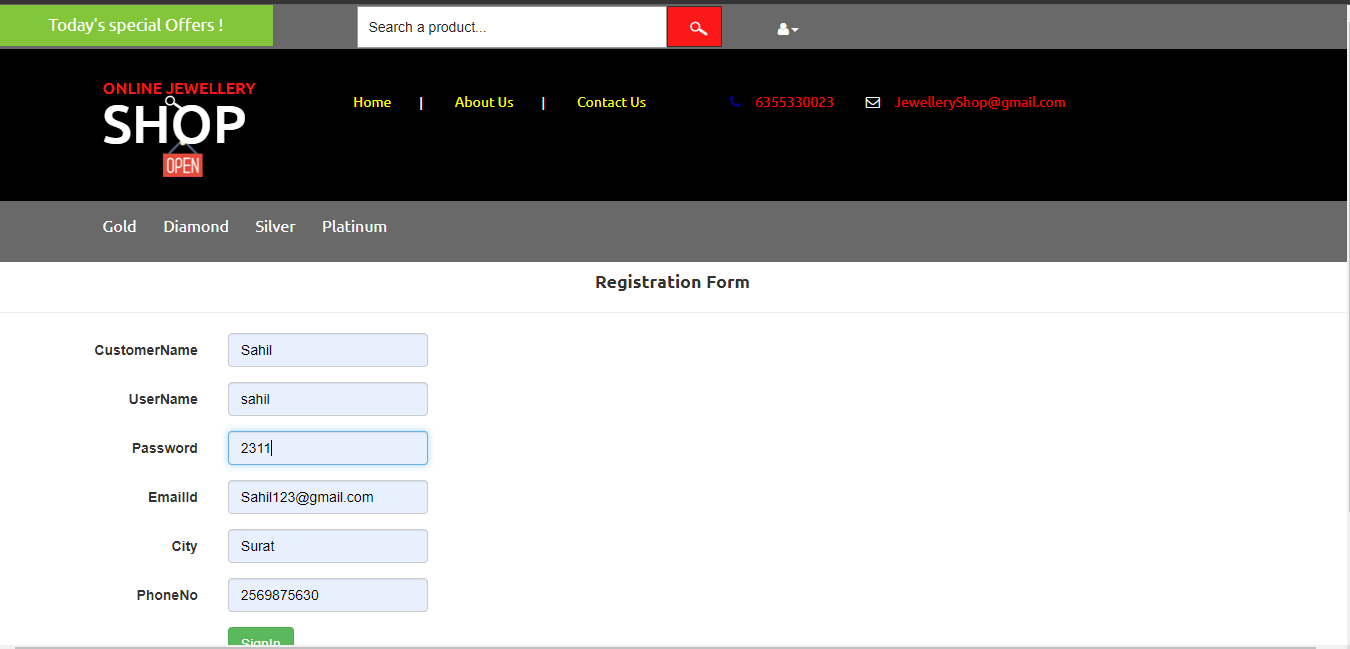 Today's special Offers !
Search a product...
ONLINE JEWELLERY
SHOP
OPEN
Home | About Us | Contact Us
6355330023
JewelleryShop@gmail.com
Gold Diamond Silver Platinum
Registration Form
CustomerName Sahil
UserName sahil
Password 2311
EmailId Sahil123@gmail.com
City Surat
PhoneNo 2569875630
SignIn